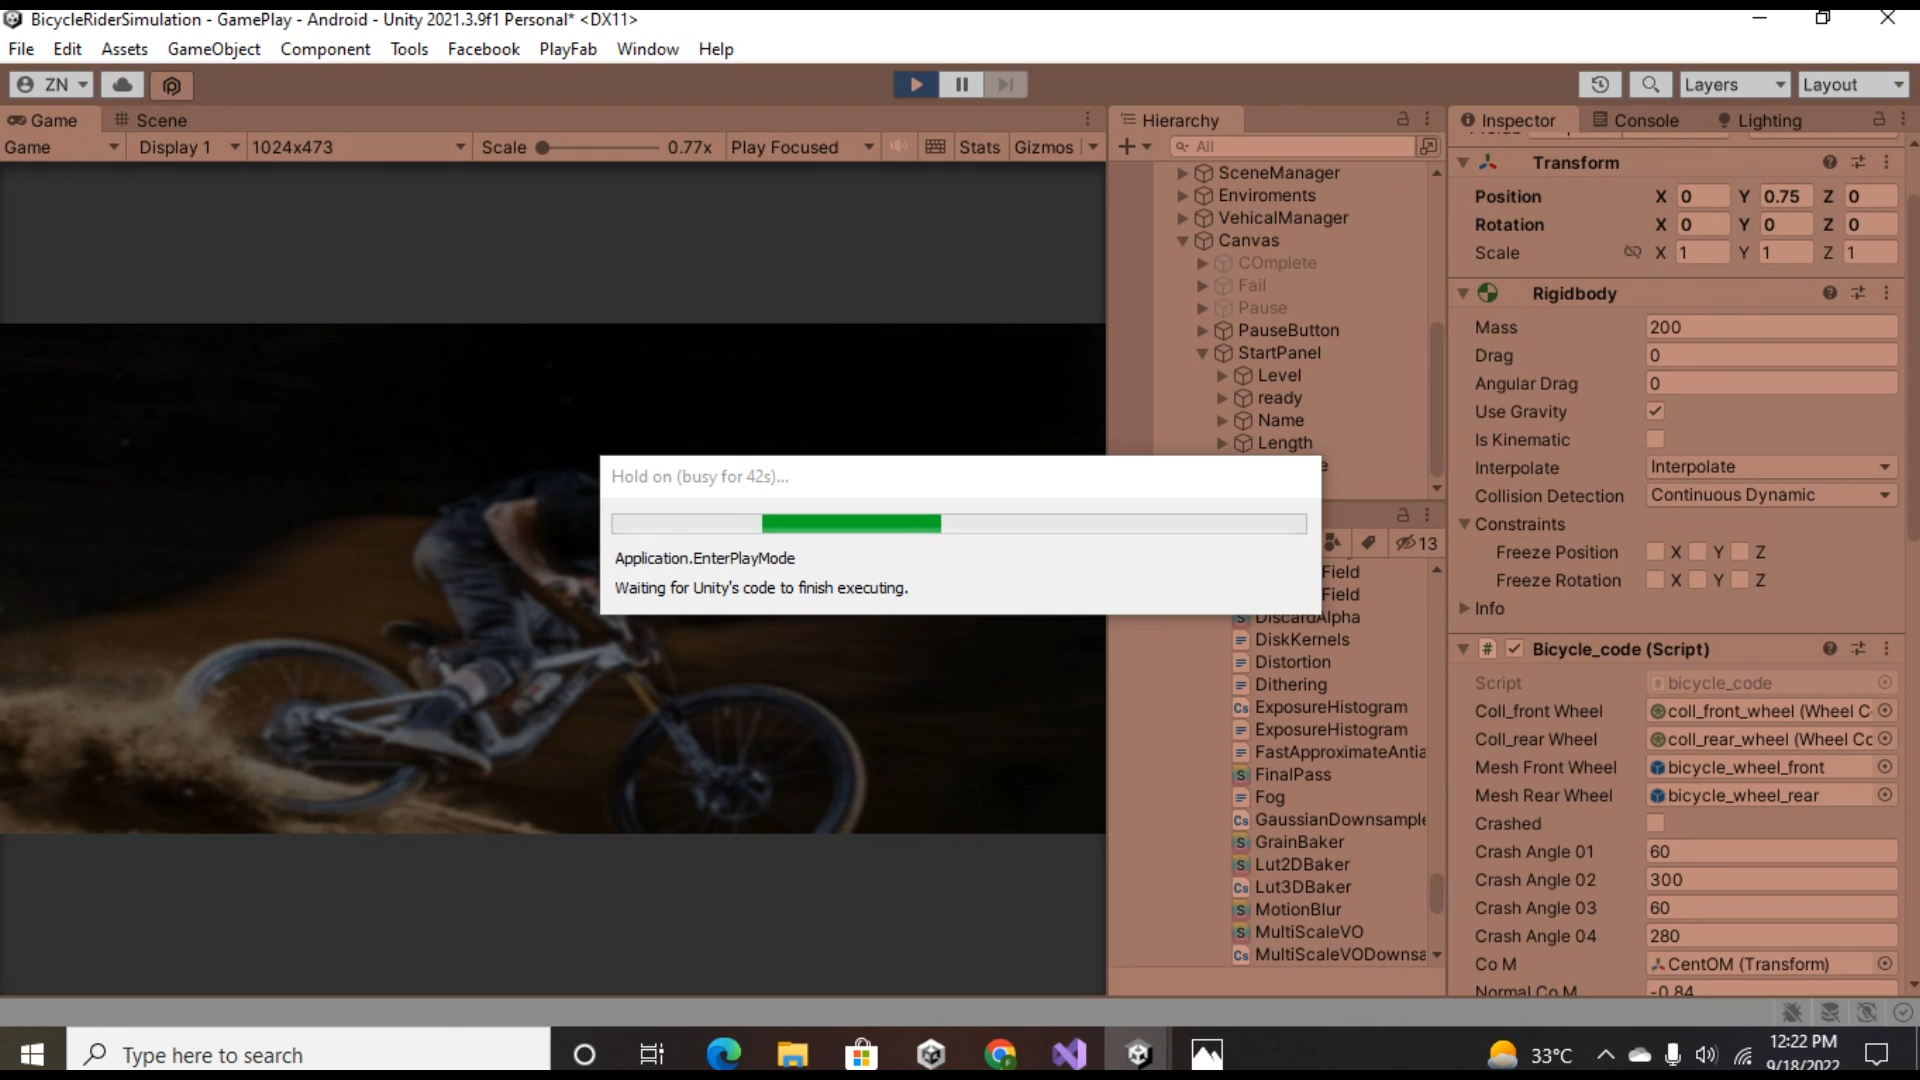 BicycleRiderSimulation - GamePlay - Android - Unity 2021.3.9f1 Personal* <DX11>
File Edit Assets GameObject Component Tools Facebook PlayFab Window Help
ZN Layers Layout
Game Scene
Game Display 1 1024x473 Scale 0.77x Play Focused Stats Gizmos
Hierarchy
All
SceneManager
Enviroments
VehicalManager
Canvas
COmplete
Fail
Pause
PauseButton
StartPanel
Level
ready
Name
Length
Hold on (busy for 42s)...
Application.EnterPlayMode
Waiting for Unity's code to finish executing.
13
Field
Field
DiscardAlpha
DiskKernels
Distortion
Dithering
ExposureHistogram
ExposureHistogram
FastApproximateAntia
FinalPass
Fog
GaussianDownsample
GrainBaker
Lut2DBaker
Lut3DBaker
MotionBlur
MultiScaleVO
MultiScaleVODownsa
Inspector Console Lighting
Transform
Position X 0 Y 0.75 Z 0
Rotation X 0 Y 0 Z 0
Scale X 1 Y 1 Z 1
Rigidbody
Mass 200
Drag 0
Angular Drag 0
Use Gravity
Is Kinematic
Interpolate Interpolate
Collision Detection Continuous Dynamic
Constraints
Freeze Position X Y Z
Freeze Rotation X Y Z
Info
# Bicycle_code (Script)
Script bicycle_code
Coll_front Wheel coll_front_wheel (Wheel C
Coll_rear Wheel coll_rear_wheel (Wheel Cc
Mesh Front Wheel bicycle_wheel_front
Mesh Rear Wheel bicycle_wheel_rear
Crashed
Crash Angle 01 60
Crash Angle 02 300
Crash Angle 03 60
Crash Angle 04 280
Co M CentOM (Transform)
Normal Co M -0.84
Type here to search
33°C
12:22 PM
9/18/2022